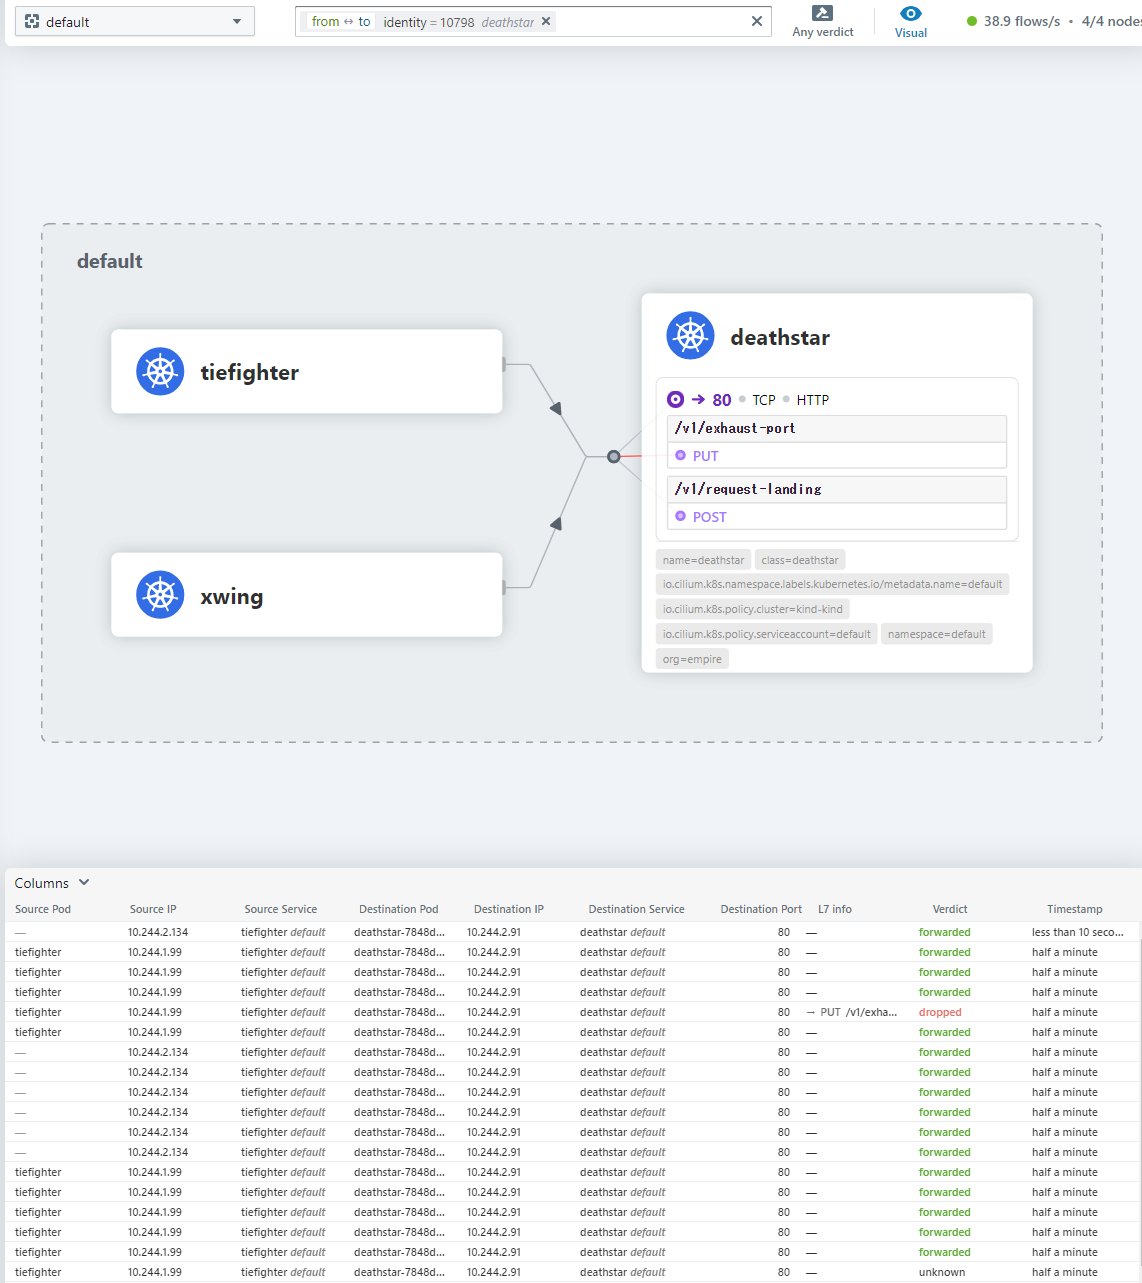 default
from ↔ to identity = 10798 deathstar
Any verdict
Visual
38.9 flows/s • 4/4 nodes
default
tiefighter
xwing
deathstar
→ 80 TCP HTTP
/v1/exhaust-port
PUT
/v1/request-landing
POST
name=deathstar class=deathstar
io.cilium.k8s.namespace.labels.kubernetes.io/metadata.name=default
io.cilium.k8s.policy.cluster=kind-kind
io.cilium.k8s.policy.serviceaccount=default namespace=default
org=empire
Columns
Source Pod Source IP Source Service Destination Pod Destination IP Destination Service Destination Port L7 info Verdict Timestamp
— 10.244.2.134 tiefighter default deathstar-7848d... 10.244.2.91 deathstar default 80 — forwarded less than 10 seco...
tiefighter 10.244.1.99 tiefighter default deathstar-7848d... 10.244.2.91 deathstar default 80 — forwarded half a minute
tiefighter 10.244.1.99 tiefighter default deathstar-7848d... 10.244.2.91 deathstar default 80 — forwarded half a minute
tiefighter 10.244.1.99 tiefighter default deathstar-7848d... 10.244.2.91 deathstar default 80 — forwarded half a minute
tiefighter 10.244.1.99 tiefighter default deathstar-7848d... 10.244.2.91 deathstar default 80 → PUT /v1/exha... dropped half a minute
tiefighter 10.244.1.99 tiefighter default deathstar-7848d... 10.244.2.91 deathstar default 80 — forwarded half a minute
— 10.244.2.134 tiefighter default deathstar-7848d... 10.244.2.91 deathstar default 80 — forwarded half a minute
— 10.244.2.134 tiefighter default deathstar-7848d... 10.244.2.91 deathstar default 80 — forwarded half a minute
— 10.244.2.134 tiefighter default deathstar-7848d... 10.244.2.91 deathstar default 80 — forwarded half a minute
— 10.244.2.134 tiefighter default deathstar-7848d... 10.244.2.91 deathstar default 80 — forwarded half a minute
— 10.244.2.134 tiefighter default deathstar-7848d... 10.244.2.91 deathstar default 80 — forwarded half a minute
— 10.244.2.134 tiefighter default deathstar-7848d... 10.244.2.91 deathstar default 80 — forwarded half a minute
tiefighter 10.244.1.99 tiefighter default deathstar-7848d... 10.244.2.91 deathstar default 80 — forwarded half a minute
tiefighter 10.244.1.99 tiefighter default deathstar-7848d... 10.244.2.91 deathstar default 80 — forwarded half a minute
tiefighter 10.244.1.99 tiefighter default deathstar-7848d... 10.244.2.91 deathstar default 80 — forwarded half a minute
tiefighter 10.244.1.99 tiefighter default deathstar-7848d... 10.244.2.91 deathstar default 80 — forwarded half a minute
tiefighter 10.244.1.99 tiefighter default deathstar-7848d... 10.244.2.91 deathstar default 80 — forwarded half a minute
tiefighter 10.244.1.99 tiefighter default deathstar-7848d... 10.244.2.91 deathstar default 80 — unknown half a minute